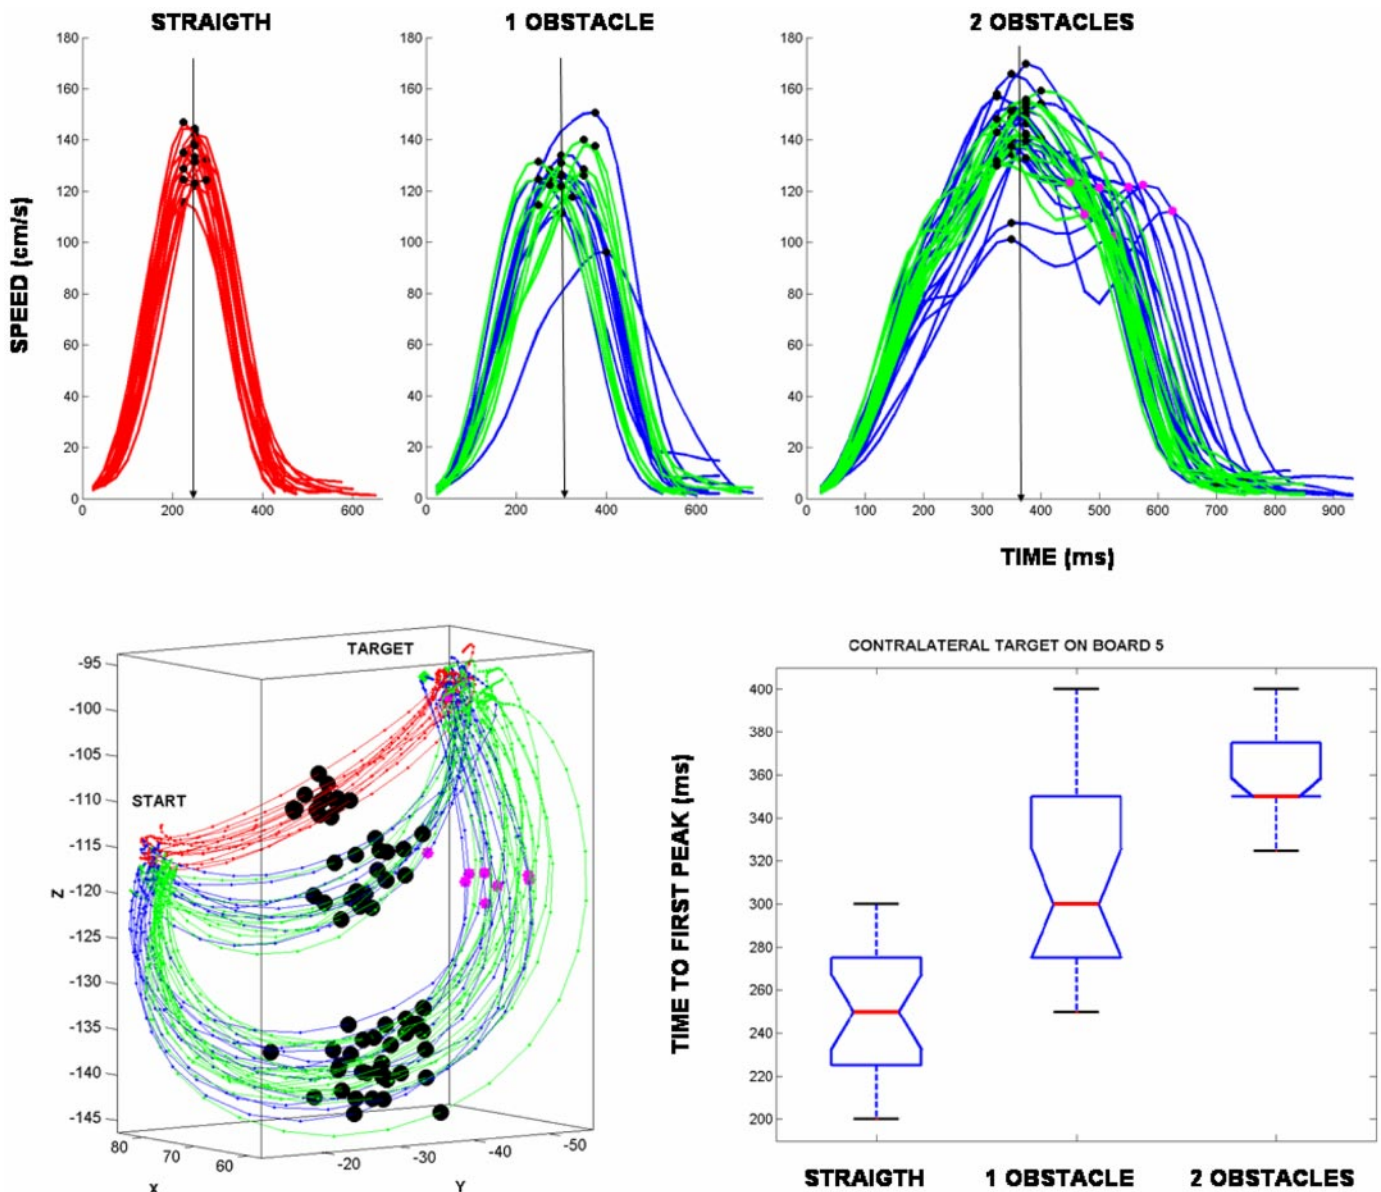 STRAIGTH 1 OBSTACLE 2 OBSTACLES
180 180 180
160 160 160
140 140 140
120 120 120
100 100 100
80 80 80
60 60 60
40 40 40
20 20 20
0 0 0
SPEED (cm/s)
0 200 400 600 0 200 400 600 0 100 200 300 400 500 600 700 800 900
TIME (ms)
TARGET
START
-95
-100
-105
-110
-115
-120
-125
-130
-135
-140
-145
Z
80 70 60 -20 -30 -40 -50
X Y
CONTRALATERAL TARGET ON BOARD 5
TIME TO FIRST PEAK (ms)
400
380
360
340
320
300
280
260
240
220
200
STRAIGTH 1 OBSTACLE 2 OBSTACLES